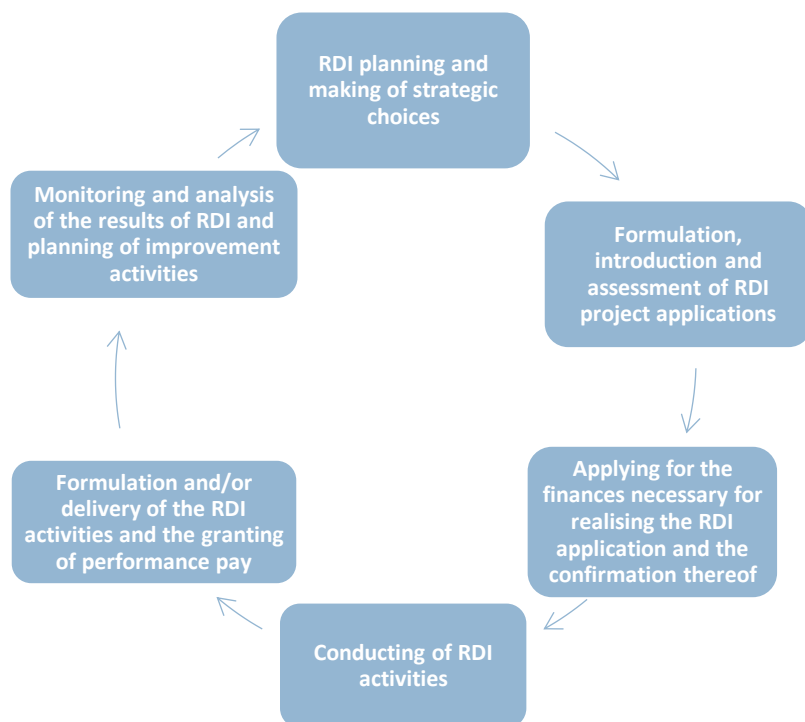 RDI planning and
making of strategic
choices
Formulation,
introduction and
assessment of RDI
project applications
Applying for the
finances necessary for
realising the RDI
application and the
confirmation thereof
Conducting of RDI
activities
Formulation and/or
delivery of the RDI
activities and the granting
of performance pay
Monitoring and analysis
of the results of RDI and
planning of improvement
activities